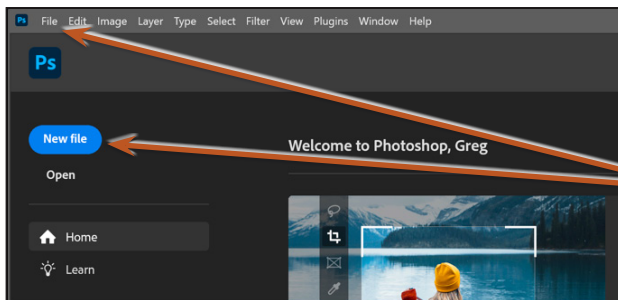 Ps File Edit Image Layer Type Select Filter View Plugins Window Help
Ps
New file
Welcome to Photoshop, Greg
Open
Home
Learn